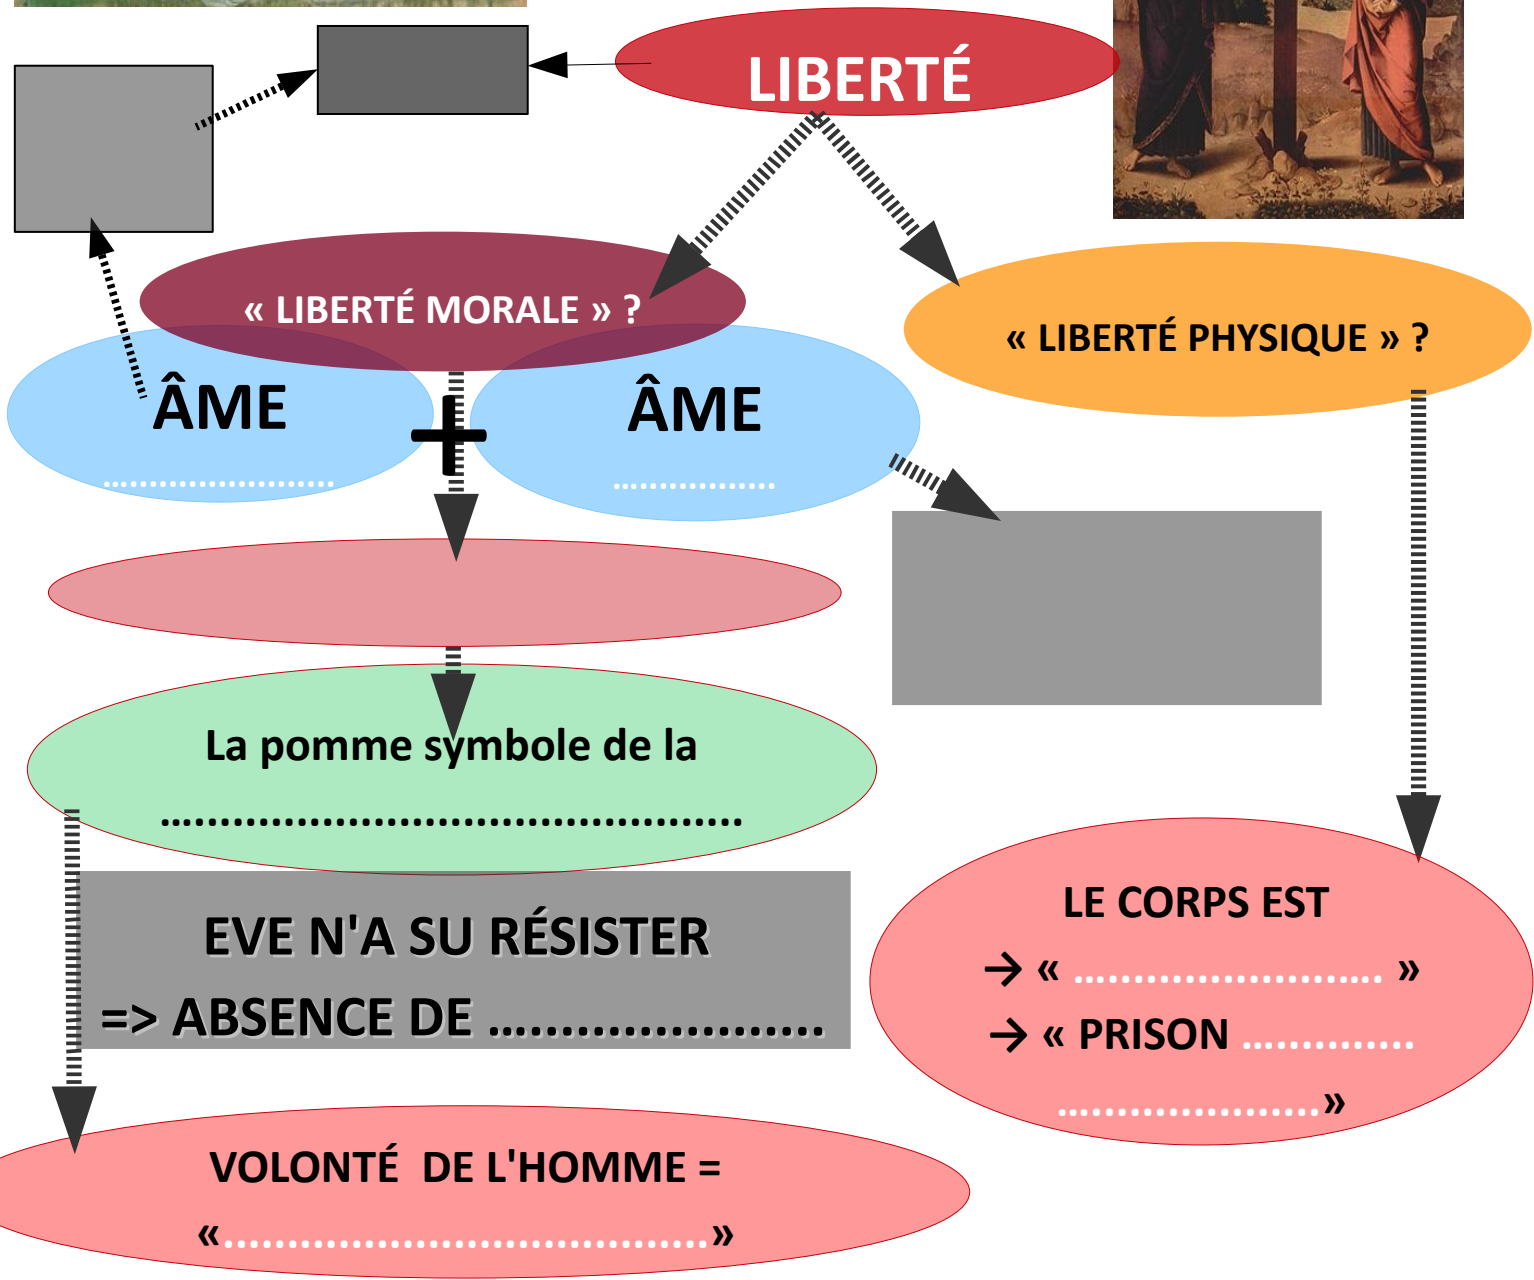 LIBERTÉ
« LIBERTÉ MORALE » ?
« LIBERTÉ PHYSIQUE » ?
ÂME
........................
+
ÂME
.................
La pomme symbole de la
.............................................
EVE N'A SU RÉSISTER
=> ABSENCE DE ......................
LE CORPS EST
→ « .......................... »
→ « PRISON ...............
...................... »
VOLONTÉ DE L'HOMME =
«......................................»